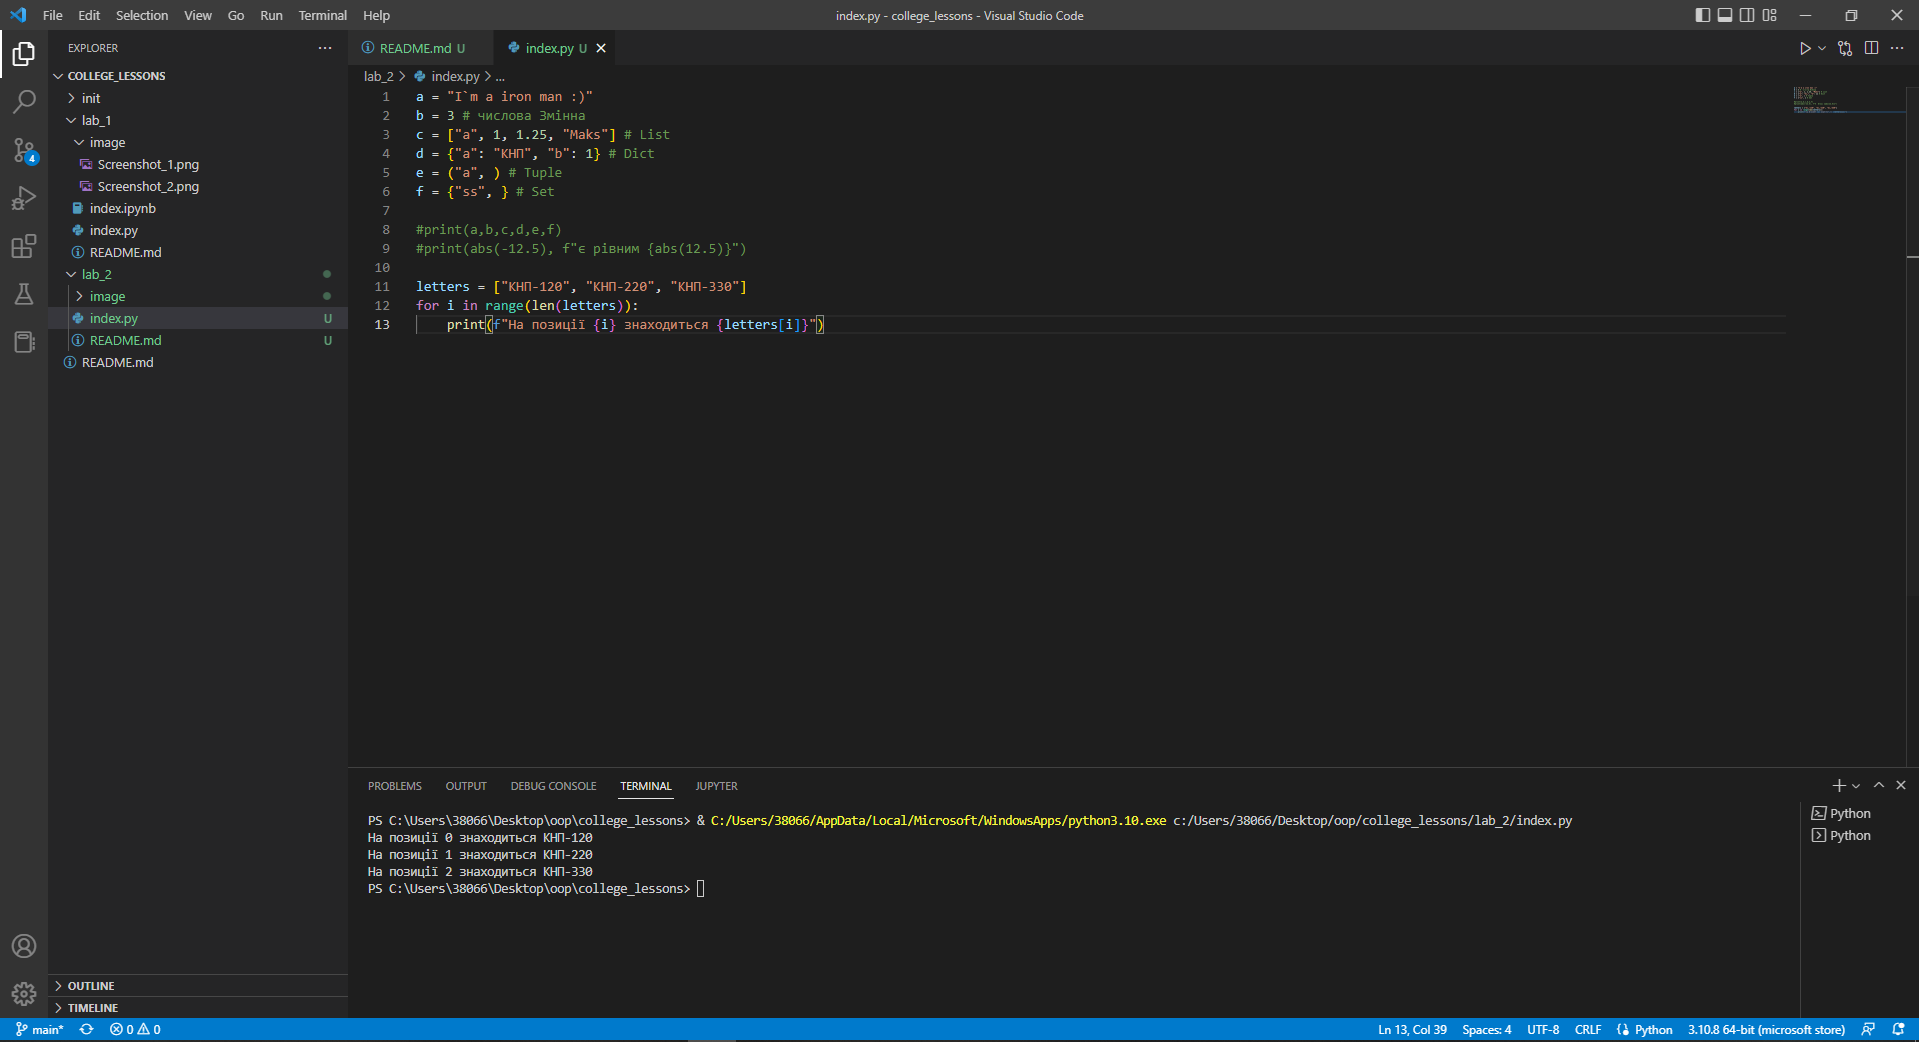 File Edit Selection View Go Run Terminal Help
index.py - college_lessons - Visual Studio Code
EXPLORER
COLLEGE_LESSONS
init
lab_1
image
Screenshot_1.png
Screenshot_2.png
index.ipynb
index.py
README.md
lab_2
image
index.py U
README.md U
README.md
OUTLINE
TIMELINE
4
README.md U
index.py U
lab_2 > index.py > ...
1 a = "I`m a iron man :)"
2 b = 3 # числова Змінна
3 c = ["a", 1, 1.25, "Maks"] # List
4 d = {"a": "КНП", "b": 1} # Dict
5 e = ("a", ) # Tuple
6 f = {"ss", } # Set
7
8 #print(a,b,c,d,e,f)
9 #print(abs(-12.5), f"є рівним {abs(12.5)}")
10
11 letters = ["КНП-120", "КНП-220", "КНП-330"]
12 for i in range(len(letters)):
13 print(f"На позиції {i} знаходиться {letters[i]}")
PROBLEMS OUTPUT DEBUG CONSOLE TERMINAL JUPYTER
PS C:\Users\38066\Desktop\oop\college_lessons> & C:/Users/38066/AppData/Local/Microsoft/WindowsApps/python3.10.exe c:/Users/38066/Desktop/oop/college_lessons/lab_2/index.py
На позиції 0 знаходиться КНП-120
На позиції 1 знаходиться КНП-220
На позиції 2 знаходиться КНП-330
PS C:\Users\38066\Desktop\oop\college_lessons>
Python
Python
main* 0 0
Ln 13, Col 39 Spaces: 4 UTF-8 CRLF Python 3.10.8 64-bit (microsoft store)